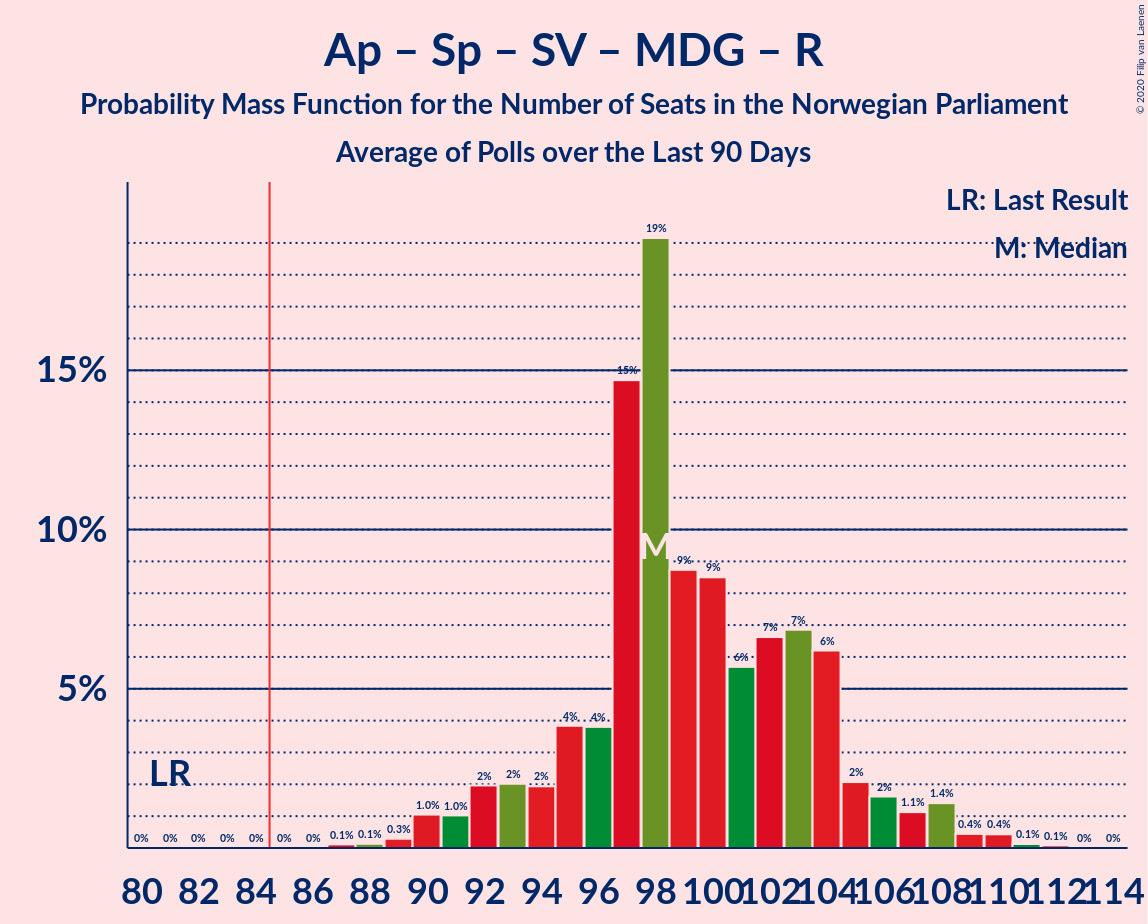 Ap – Sp – SV – MDG – R
Probability Mass Function for the Number of Seats in the Norwegian Parliament
Average of Polls over the Last 90 Days
© 2020 Filip van Laenen
LR: Last Result
M: Median
15%
10%
5%
LR
M
0% 0% 0% 0% 0% 0% 0% 0.1% 0.1% 0.3% 1.0% 1.0% 2% 2% 2% 4% 4% 15% 19% 9% 9% 6% 7% 7% 6% 2% 2% 1.1% 1.4% 0.4% 0.4% 0.1% 0.1% 0% 0%
80 82 84 86 88 90 92 94 96 98 100 102 104 106 108 110 112 114